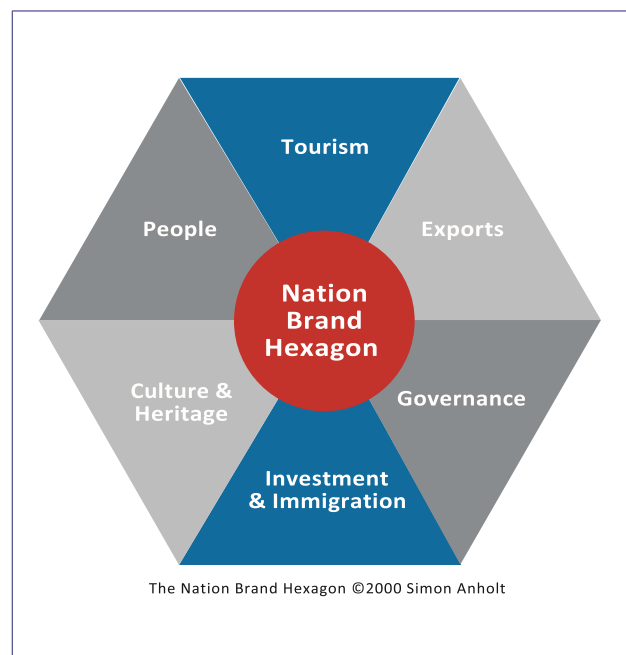 Tourism
People
Exports
Nation
Brand
Hexagon
Culture &
Heritage
Governance
Investment
& Immigration
The Nation Brand Hexagon ©2000 Simon Anholt